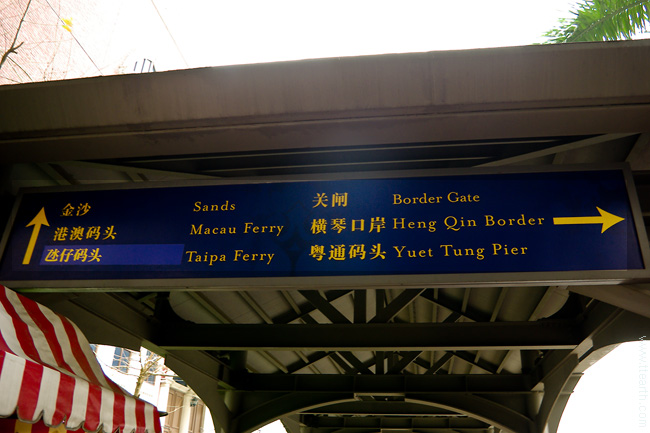 金沙 Sands
港澳码头 Macau Ferry
氹仔码头 Taipa Ferry
关闸 Border Gate
横琴口岸 Heng Qin Border
粤通码头 Yuet Tung Pier